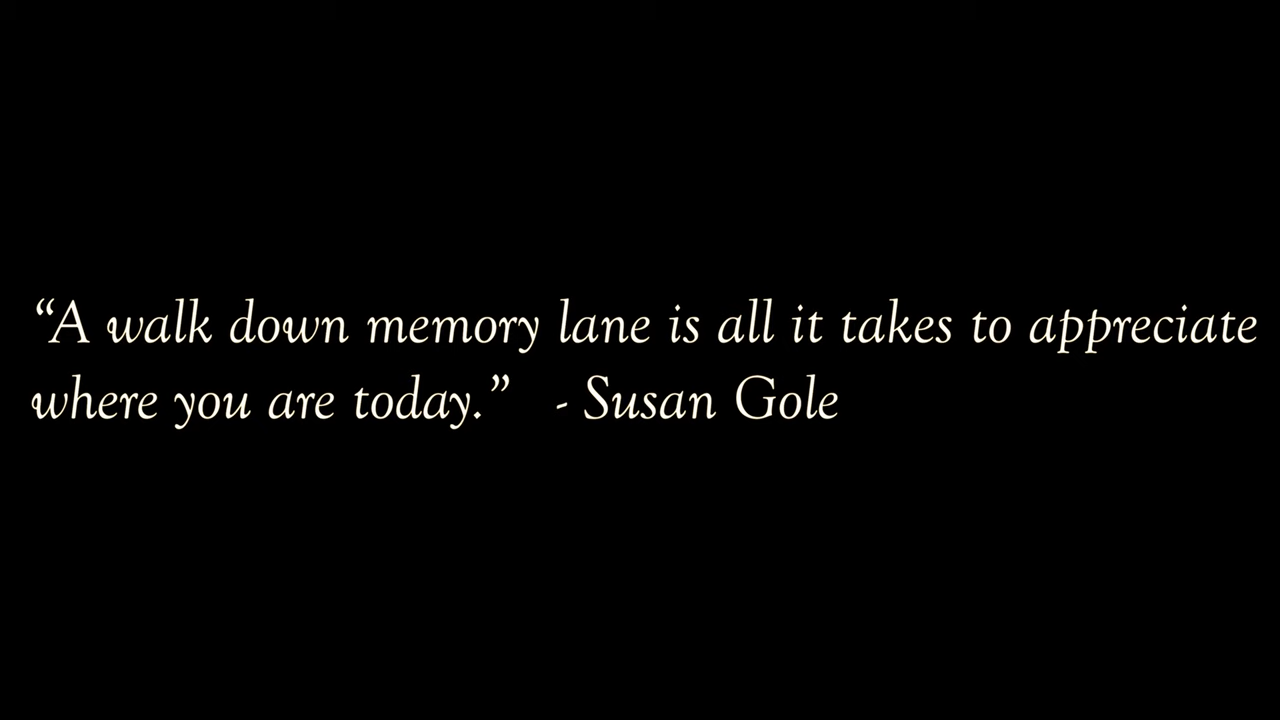 “A walk down memory lane is all it takes to appreciate
where you are today.” - Susan Gole